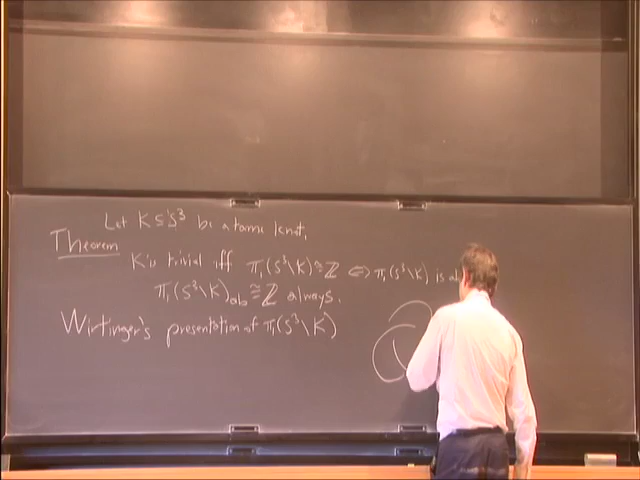 Let K ⊆ S³ be a tame knot.
Theorem
K is trivial iff π₁(S³\K) ≅ ℤ ⇔ π₁(S³\K) is
π₁(S³\K)ab ≅ ℤ always.
Wirtinger's presentation of π₁(S³\K)